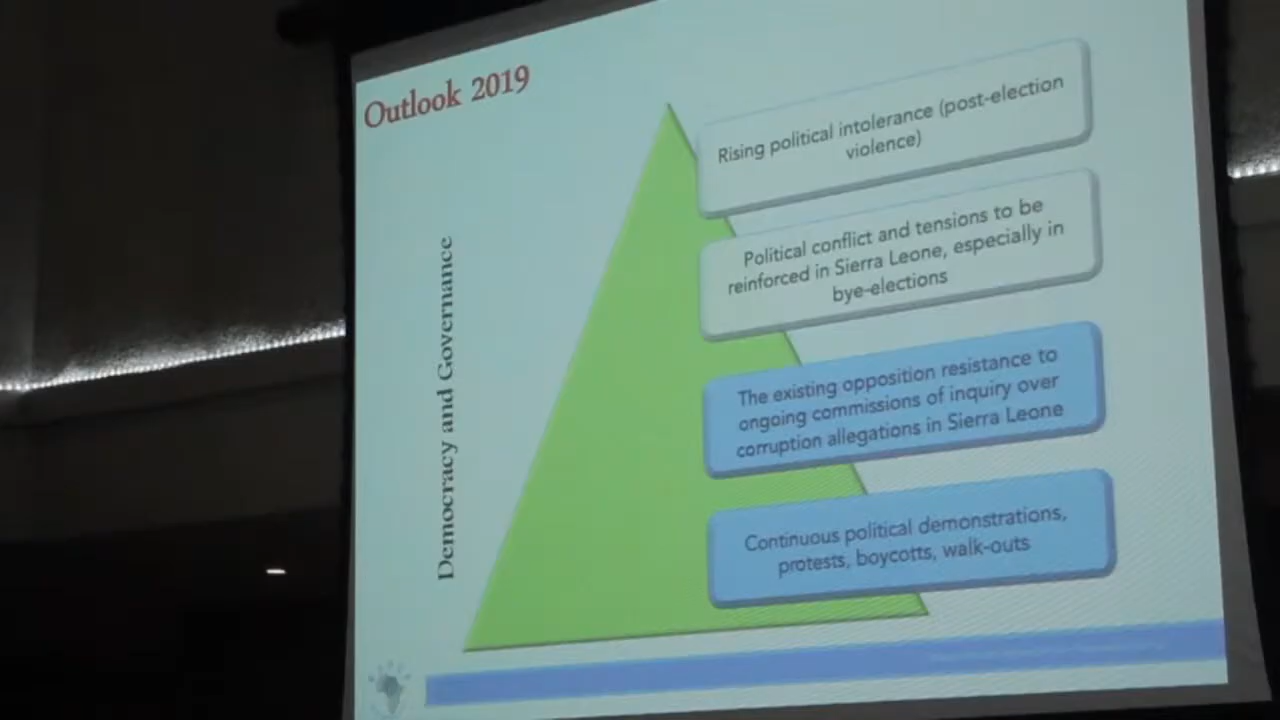 Outlook 2019
Democracy and Governance
Rising political intolerance (post-election
violence)
Political conflict and tensions to be
reinforced in Sierra Leone, especially in
bye-elections
The existing opposition resistance to
ongoing commissions of inquiry over
corruption allegations in Sierra Leone
Continuous political demonstrations,
protests, boycotts, walk-outs